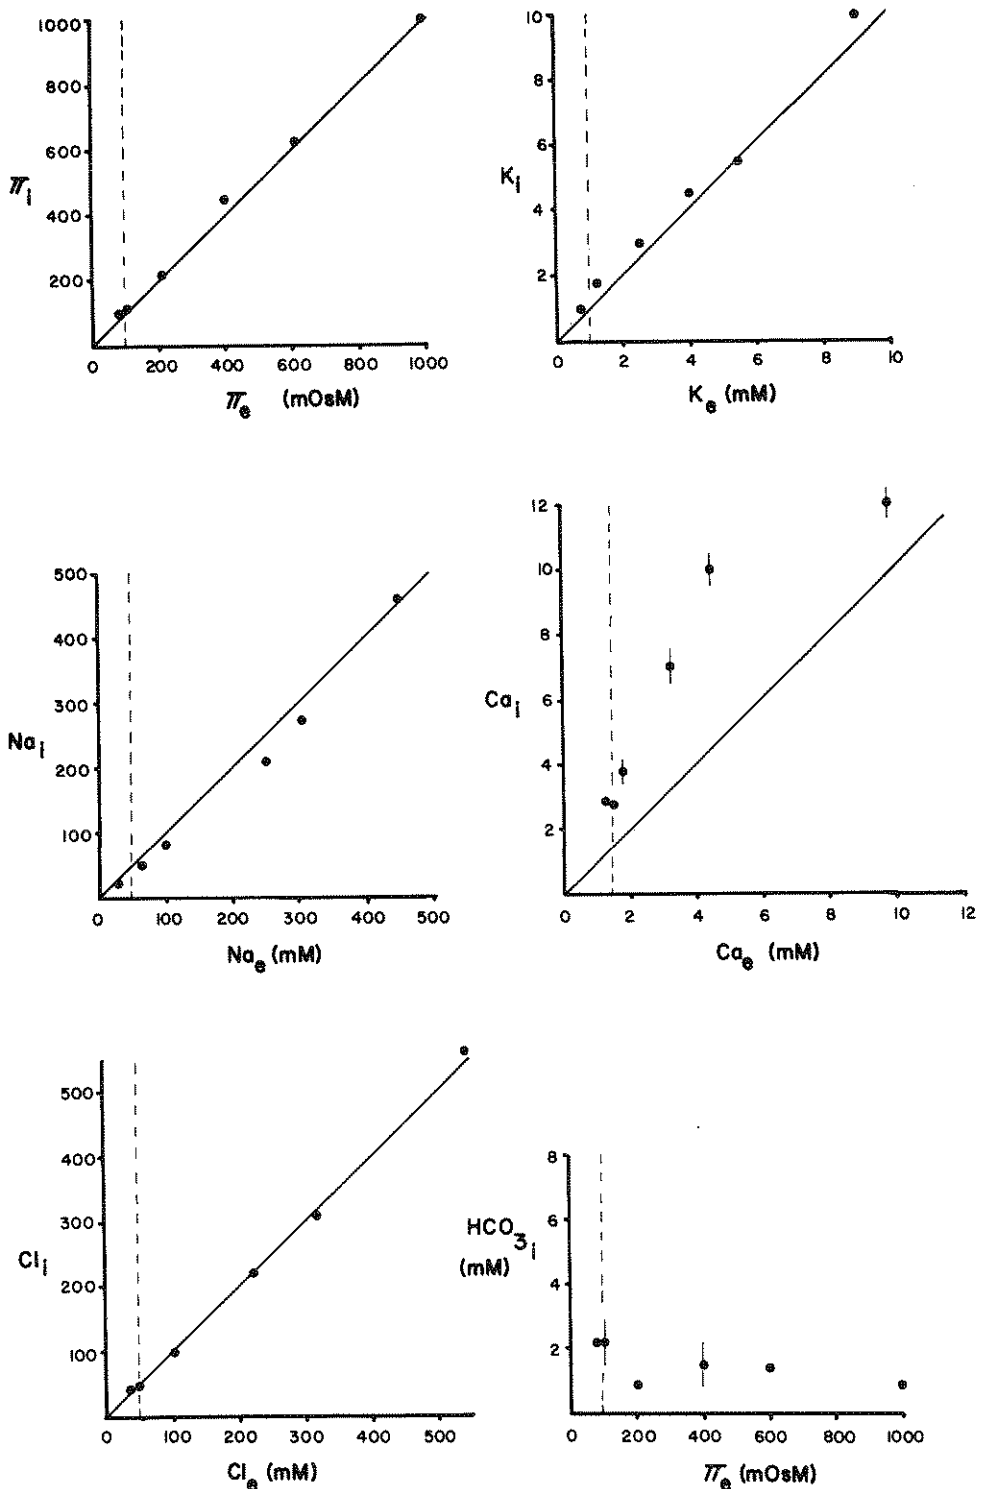 1000
800
600
400
200
π_i
0 200 400 600 800 1000
π_e (mOsM)
10
8
6
4
2
K_i
0 2 4 6 8 10
K_e (mM)
500
400
300
200
100
Na_i
0 100 200 300 400 500
Na_e (mM)
12
10
8
6
4
2
Ca_i
0 2 4 6 8 10 12
Ca_e (mM)
500
400
300
200
100
Cl_i
0 100 200 300 400 500
Cl_e (mM)
8
6
4
2
HCO_3_i
(mM)
0 200 400 600 800 1000
π_e (mOsM)